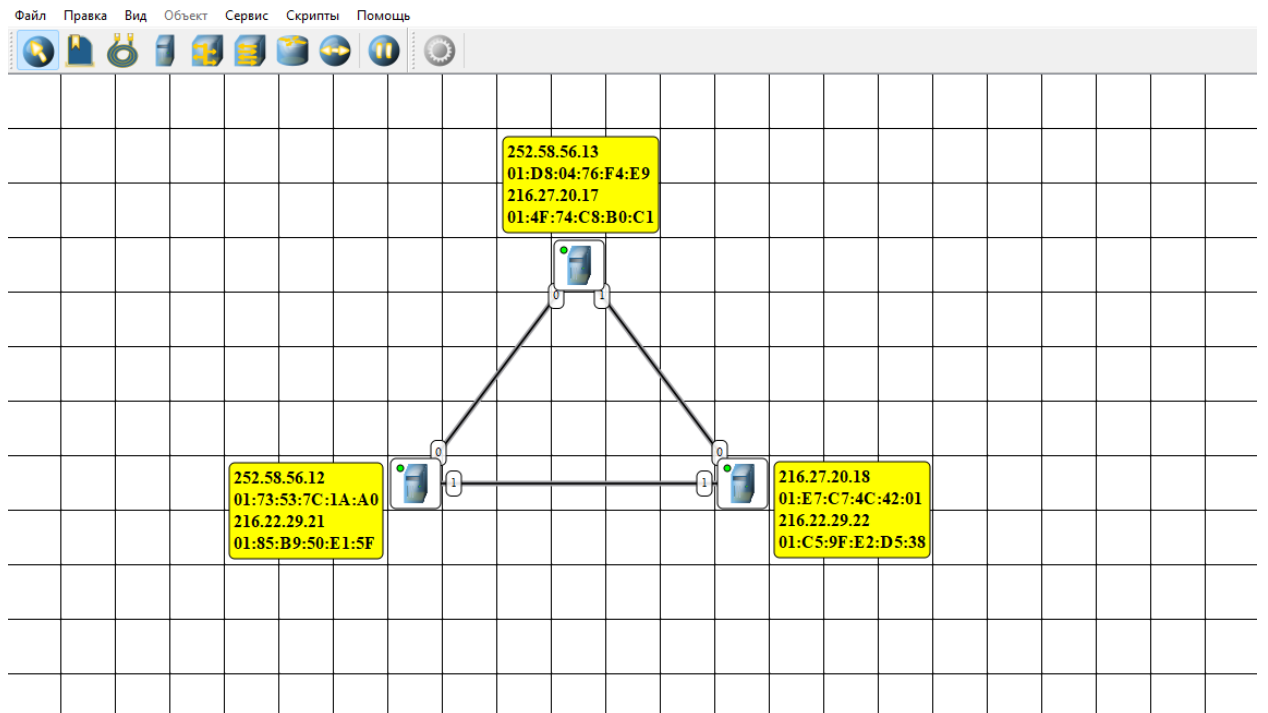 Файл Правка Вид Объект Сервис Скрипты Помощь
252.58.56.13
01:D8:04:76:F4:E9
216.27.20.17
01:4F:74:C8:B0:C1
0 1
0 0
252.58.56.12
01:73:53:7C:1A:A0
216.22.29.21
01:85:B9:50:E1:5F
1 1
216.27.20.18
01:E7:C7:4C:42:01
216.22.29.22
01:C5:9F:E2:D5:38